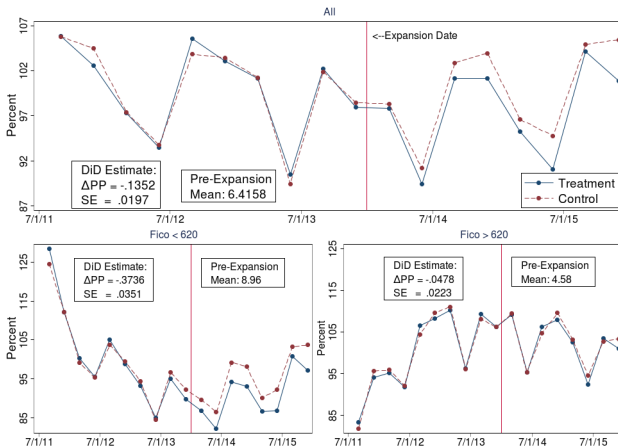 All
107
102
97
92
87
Percent
<--Expansion Date
DiD Estimate:
ΔPP = -.1352
SE = .0197
Pre-Expansion
Mean: 6.4158
Treatment
Control
7/1/11 7/1/12 7/1/13 7/1/14 7/1/15
Fico < 620
125
115
105
95
85
Percent
DiD Estimate:
ΔPP = -.3736
SE = .0351
Pre-Expansion
Mean: 8.96
7/1/11 7/1/12 7/1/13 7/1/14 7/1/15
Fico > 620
125
115
105
95
85
Percent
DiD Estimate:
ΔPP = -.0478
SE = .0223
Pre-Expansion
Mean: 4.58
7/1/11 7/1/12 7/1/13 7/1/14 7/1/15